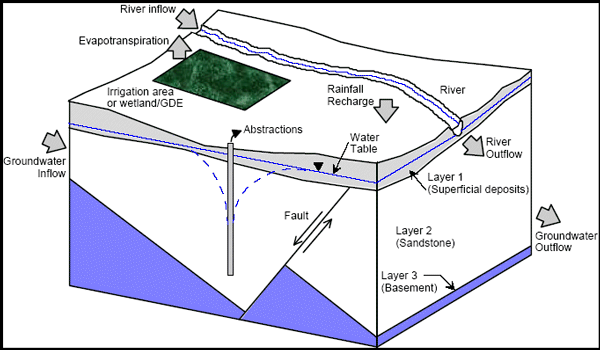 River inflow
Evapotranspiration
Irrigation area
or wetland/GDE
Rainfall
Recharge
River
Abstractions
Water
Table
River
Outflow
Groundwater
Inflow
Layer 1
(Superficial deposits)
Fault
Layer 2
(Sandstone)
Groundwater
Outflow
Layer 3
(Basement)